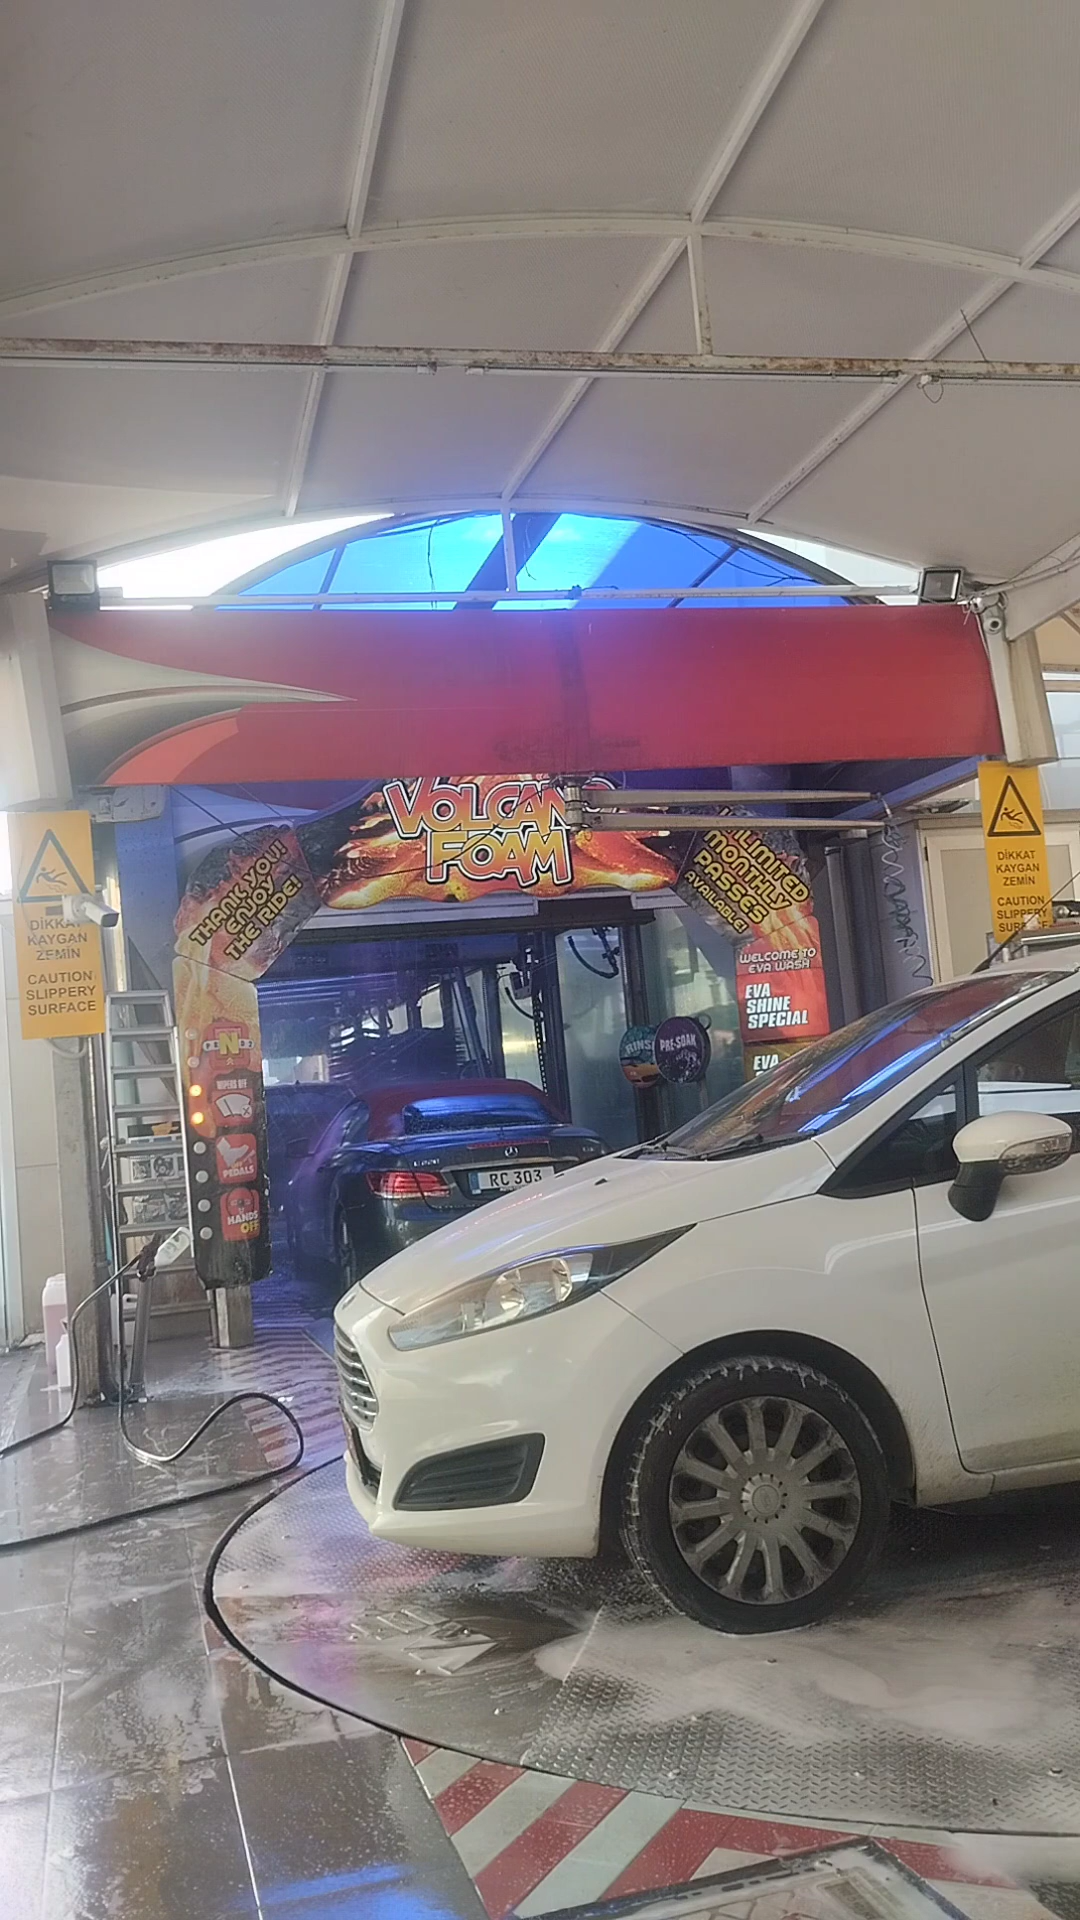 VOLCANO
FOAM
THANK YOU!
ENJOY
THE RIDE!
UNLIMITED
MONTHLY
PASSES
AVAILABLE!
WELCOME TO
EVA WASH
EVA
SHINE
SPECIAL
EVA
DİKKAT
KAYGAN
ZEMİN
CAUTION
SLIPPERY
SURFACE
DİKKAT
KAYGAN
ZEMİN
CAUTION
SLIPPERY
SURFACE
N
WIPERS OFF
PEDALS
HANDS
OFF
RINSE
PRE-SOAK
RC 303